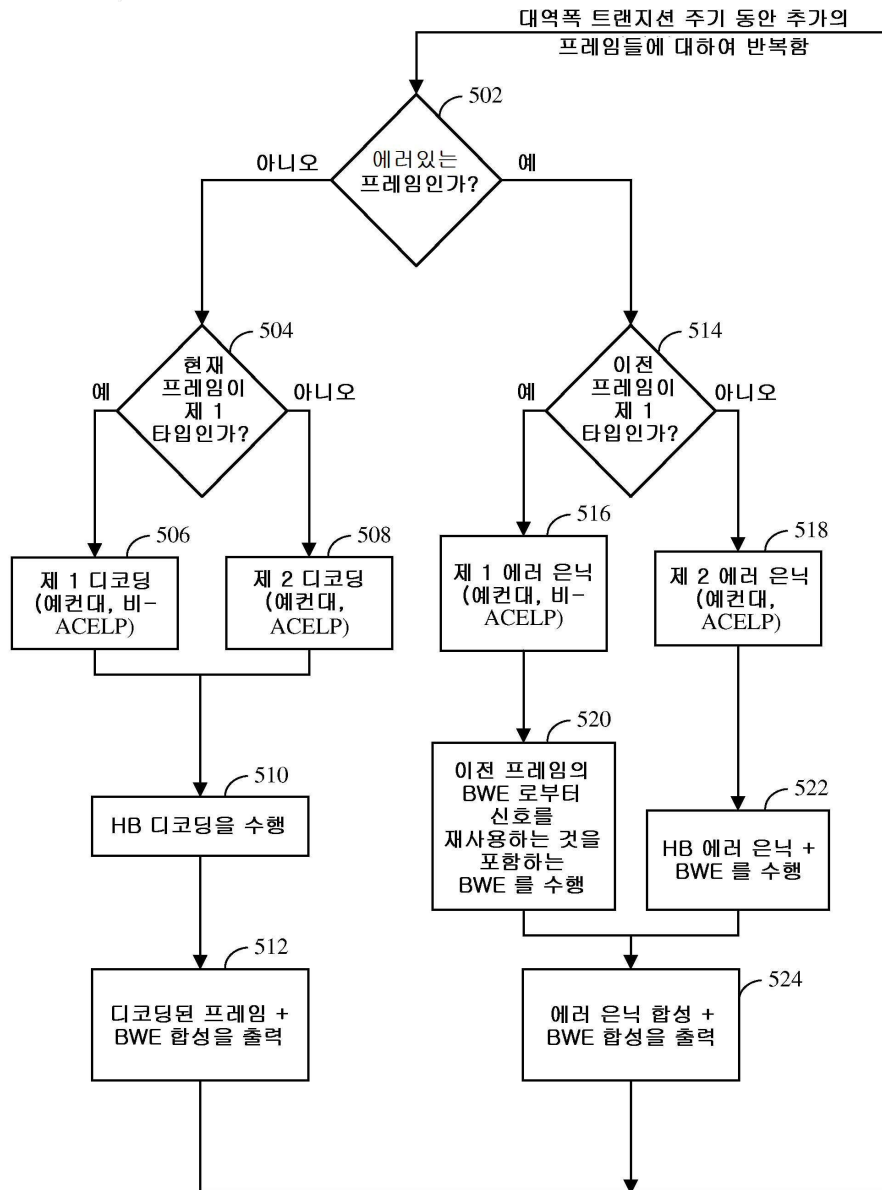 대역폭 트랜지션 주기 동안 추가의
프레임들에 대하여 반복함
502
에러있는
프레임인가?
아니오
예
504
현재
프레임이
제 1
타입인가?
예
아니오
514
이전
프레임이
제 1
타입인가?
예
아니오
506
제 1 디코딩
(예컨대, 비-
ACELP)
508
제 2 디코딩
(예컨대,
ACELP)
516
제 1 에러 은닉
(예컨대, 비-
ACELP)
518
제 2 에러 은닉
(예컨대,
ACELP)
510
HB 디코딩을 수행
520
이전 프레임의
BWE 로부터
신호를
재사용하는 것을
포함하는
BWE 를 수행
522
HB 에러 은닉 +
BWE 를 수행
512
디코딩된 프레임 +
BWE 합성을 출력
524
에러 은닉 합성 +
BWE 합성을 출력